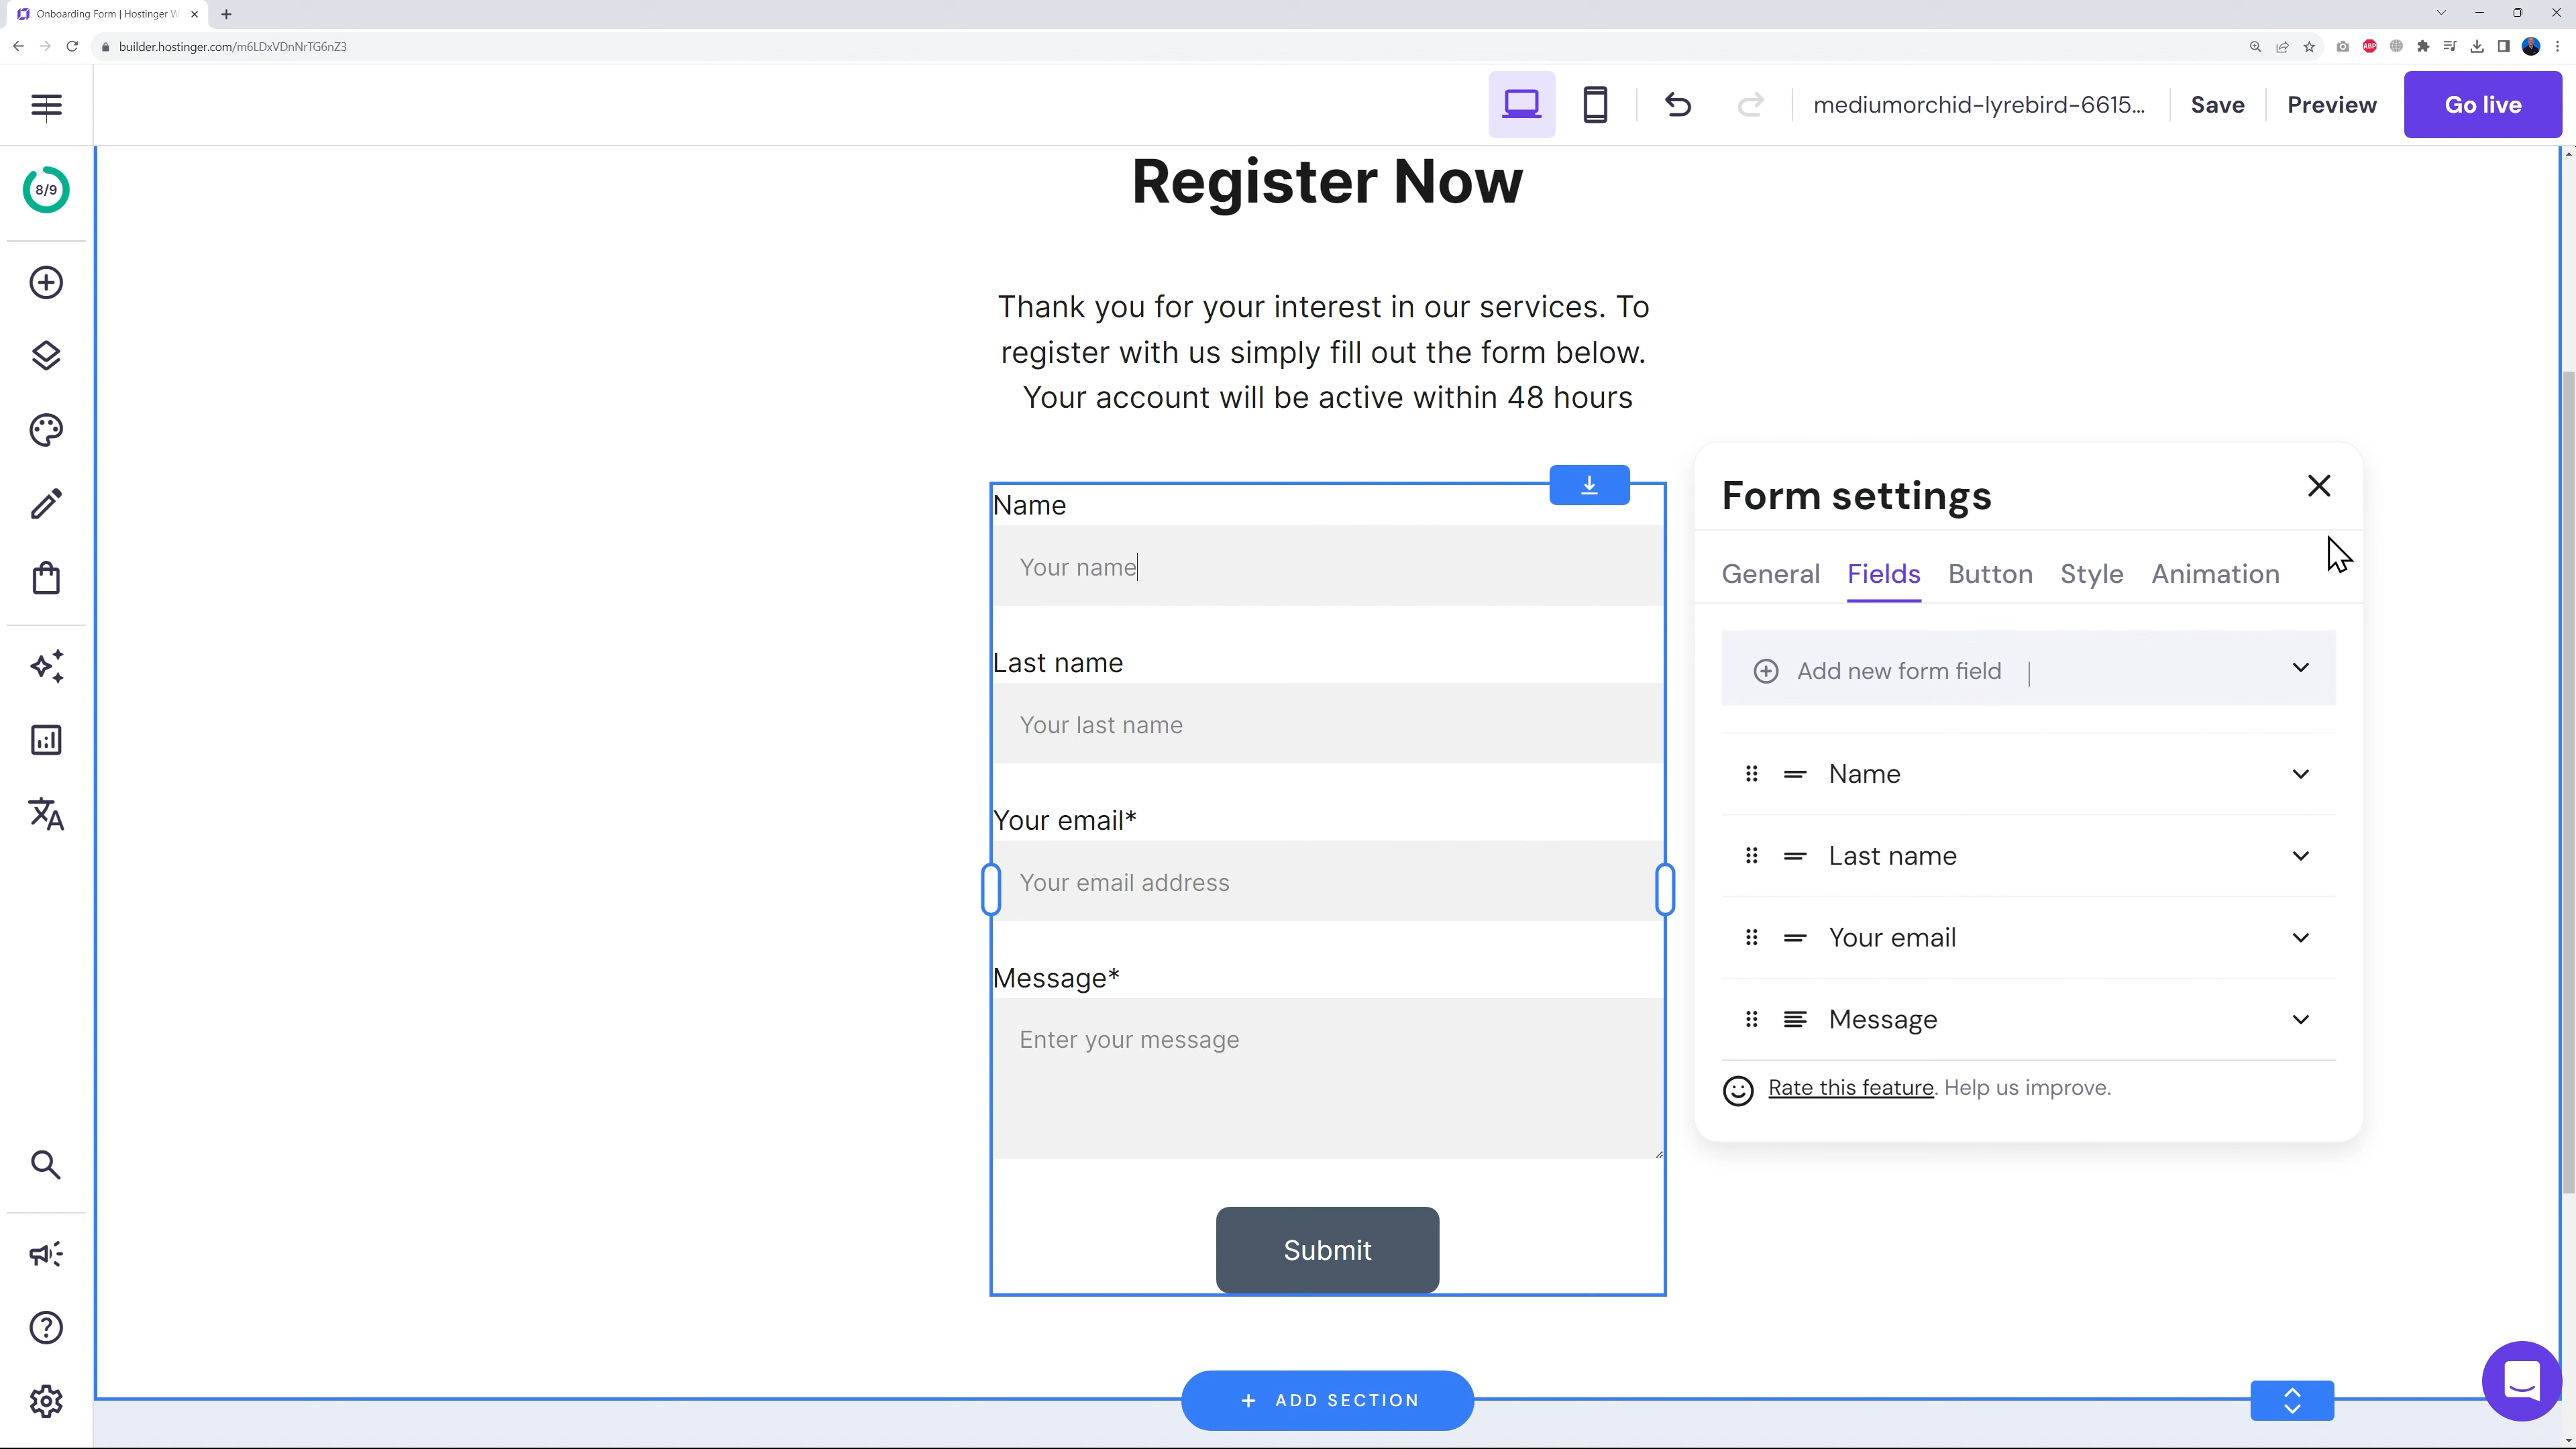 Onboarding Form | Hostinger W
builder.hostinger.com/m6LDxVDnNrTG6nZ3
ABP
mediumorchid-lyrebird-6615...
Save
Preview
Go live
8/9
Register Now
Thank you for your interest in our services. To
register with us simply fill out the form below.
Your account will be active within 48 hours
Name
Your name
Last name
Your last name
Your email*
Your email address
Message*
Enter your message
Submit
Form settings
General
Fields
Button
Style
Animation
Add new form field
Name
Last name
Your email
Message
Rate this feature. Help us improve.
+ ADD SECTION